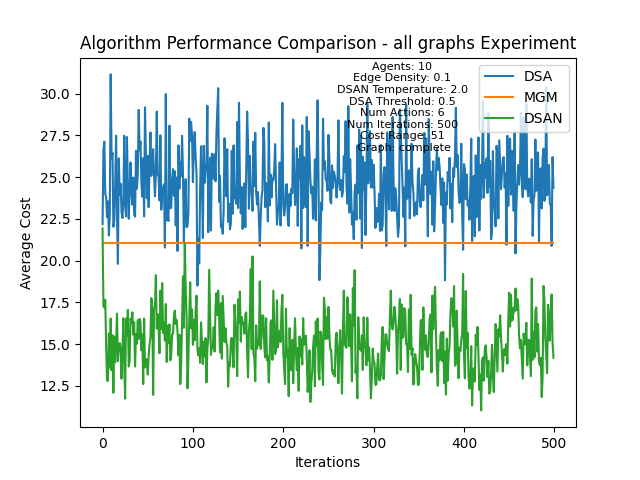 Algorithm Performance Comparison - all graphs Experiment
Agents: 10
Edge Density: 0.1
DSAN Temperature: 2.0
DSA Threshold: 0.5
Num Actions: 6
Num Iterations: 500
Cost Range: 51
Graph: complete
DSA
MGM
DSAN
Average Cost
30.0
27.5
25.0
22.5
20.0
17.5
15.0
12.5
0
100
200
300
400
500
Iterations